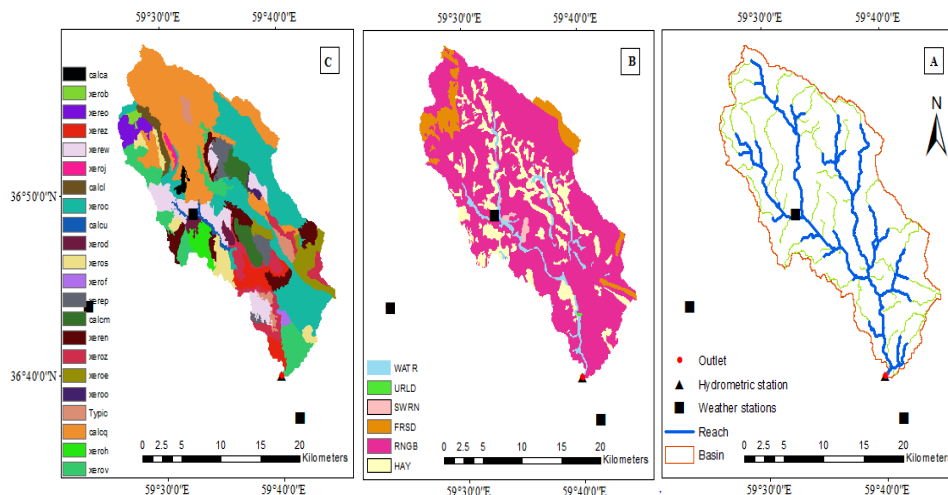 59°30'0"E 59°40'0"E
59°30'0"E 59°40'0"E
59°30'0"E 59°40'0"E
C
B
A
N
36°50'0"N
36°40'0"N
calca
xereb
xereo
xerez
xerew
xeroj
calcl
xeroc
calcu
xerod
xeros
xerof
xerep
calcm
xeren
xeroz
xeroe
xeroo
Typic
calcq
xeroh
xerov
WATR
URLD
SWRN
FRSD
RNGB
HAY
Outlet
Hydrometric station
Weather stations
Reach
Basin
0 2.5 5 10 15 20
Kilometers
0 2.5 5 10 15 20
Kilometers
0 2.5 5 10 15 20
Kilometers
59°30'0"E 59°40'0"E
59°30'0"E 59°40'0"E
59°30'0"E 59°40'0"E